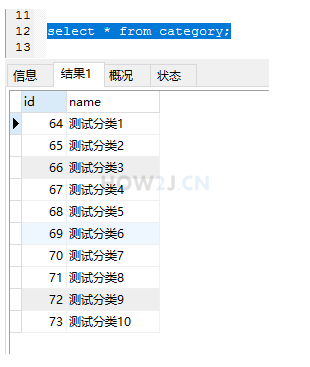 11
12 select * from category;
13
信息 结果1 概况 状态
id name
64 测试分类1
65 测试分类2
66 测试分类3
HOW2J.CN
67 测试分类4
68 测试分类5
69 测试分类6
70 测试分类7
71 测试分类8
72 测试分类9
73 测试分类10